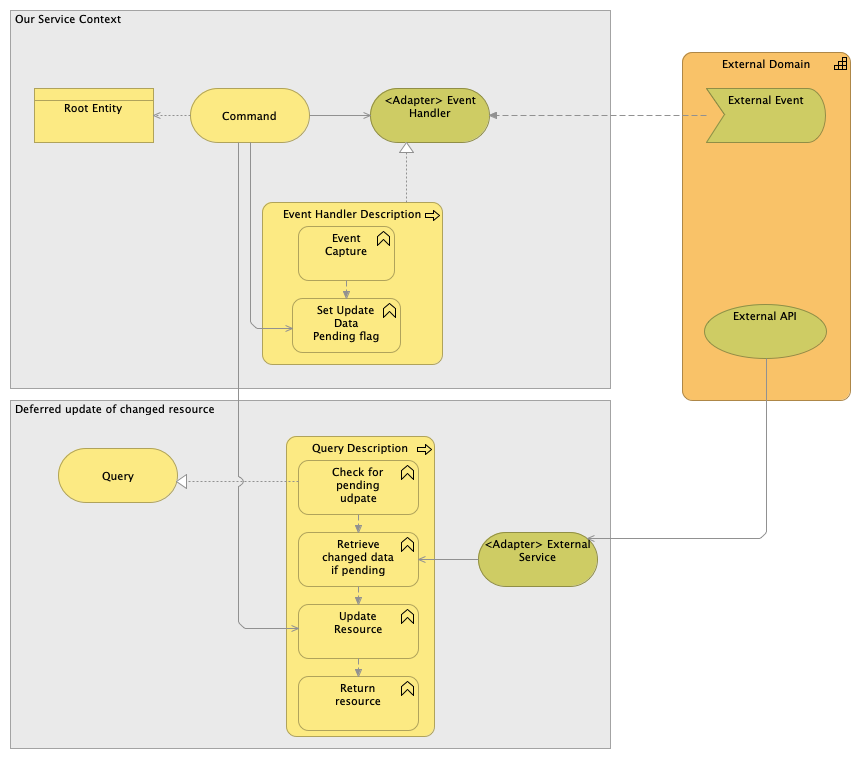 Our Service Context
External Domain
Root Entity
Command
<Adapter> Event
Handler
External Event
Event Handler Description
Event
Capture
Set Update
Data
Pending flag
External API
Deferred update of changed resource
Query
Query Description
Check for
pending
udpate
Retrieve
changed data
if pending
<Adapter> External
Service
Update
Resource
Return
resource